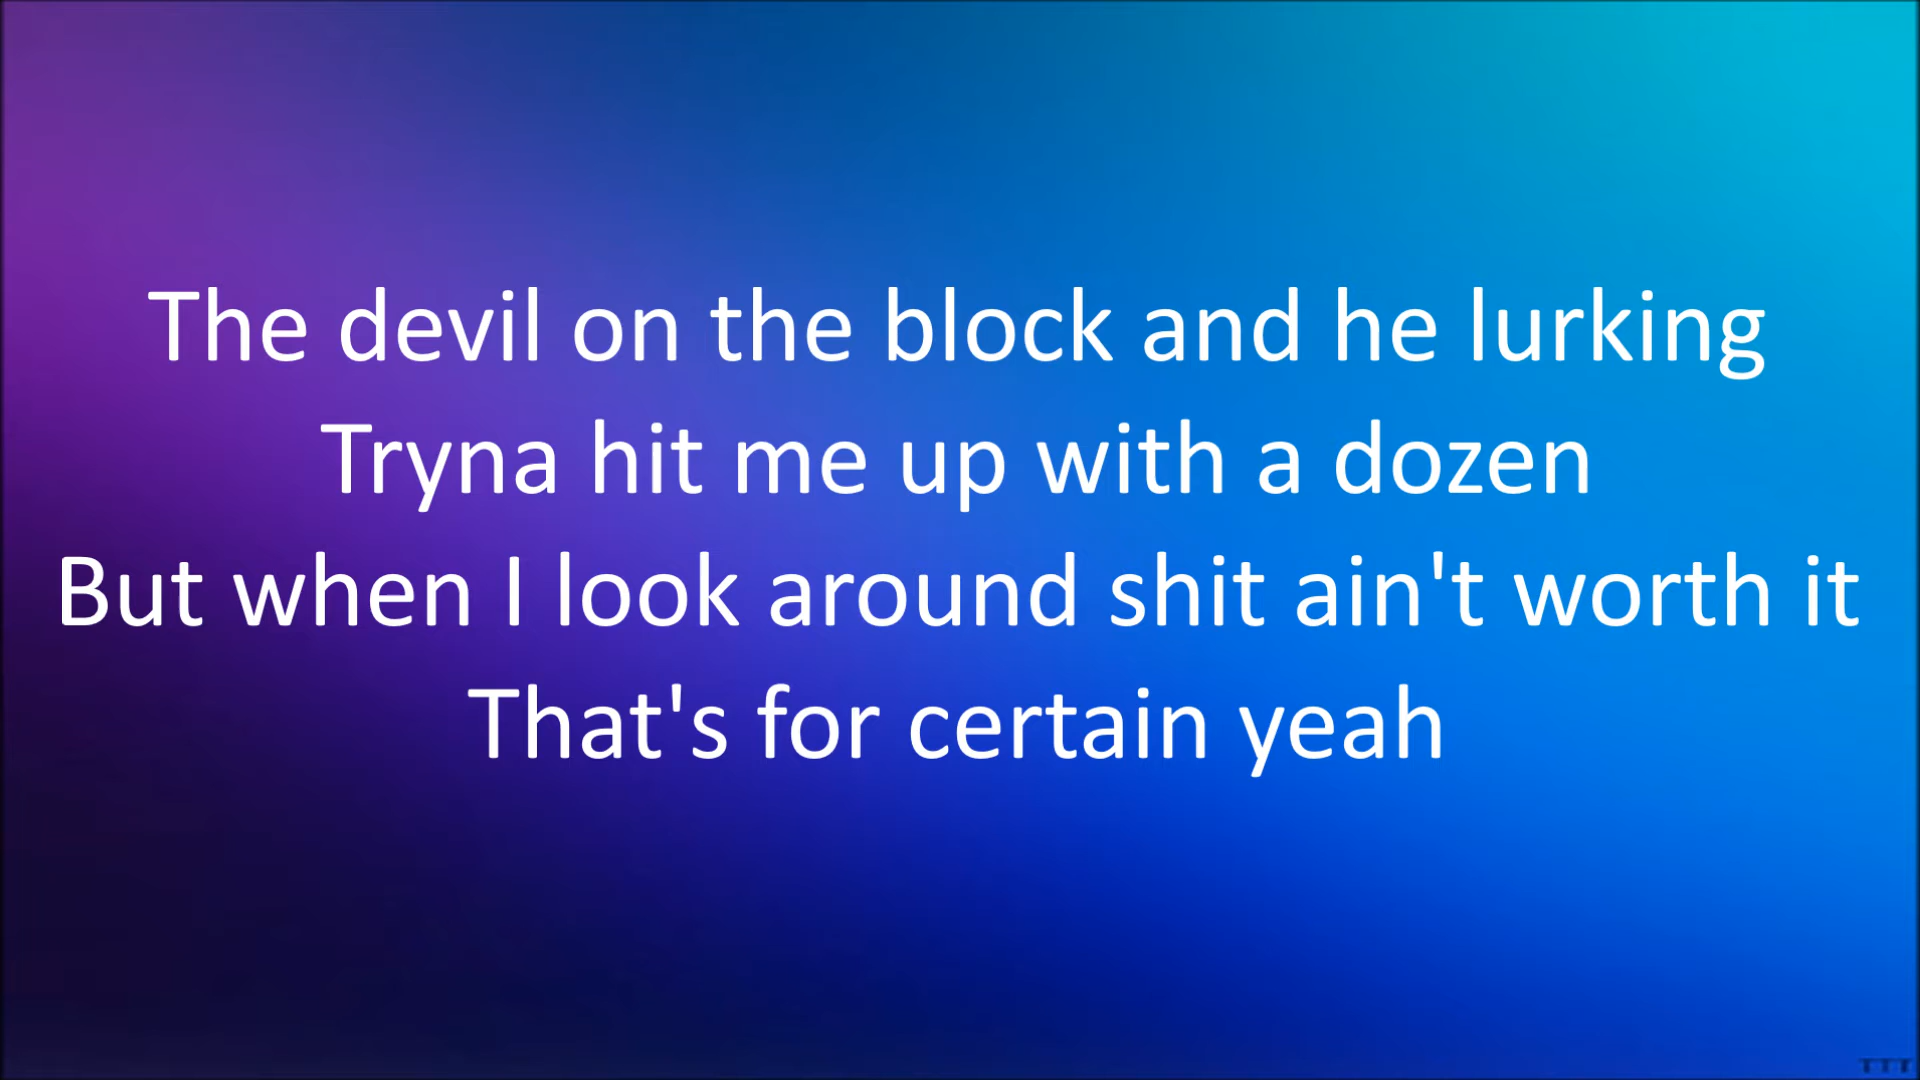 The devil on the block and he lurking
Tryna hit me up with a dozen
But when I look around shit ain't worth it
That's for certain yeah
TTT